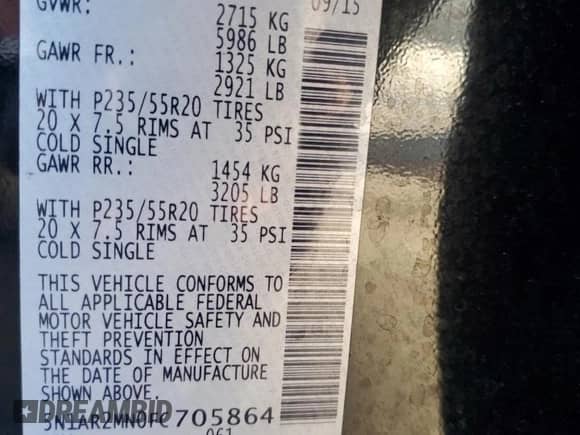 GVWR: 2715 KG 09/15
5986 LB
GAWR FR.: 1325 KG
2921 LB
WITH P235/55R20 TIRES
20 X 7.5 RIMS AT 35 PSI
COLD SINGLE
GAWR RR.: 1454 KG
3205 LB
WITH P235/55R20 TIRES
20 X 7.5 RIMS AT 35 PSI
COLD SINGLE
THIS VEHICLE CONFORMS TO
ALL APPLICABLE FEDERAL
MOTOR VEHICLE SAFETY AND
THEFT PREVENTION
STANDARDS IN EFFECT ON
THE DATE OF MANUFACTURE
SHOWN ABOVE.
5N1AR2MN0FC705864
061
DREAMBID